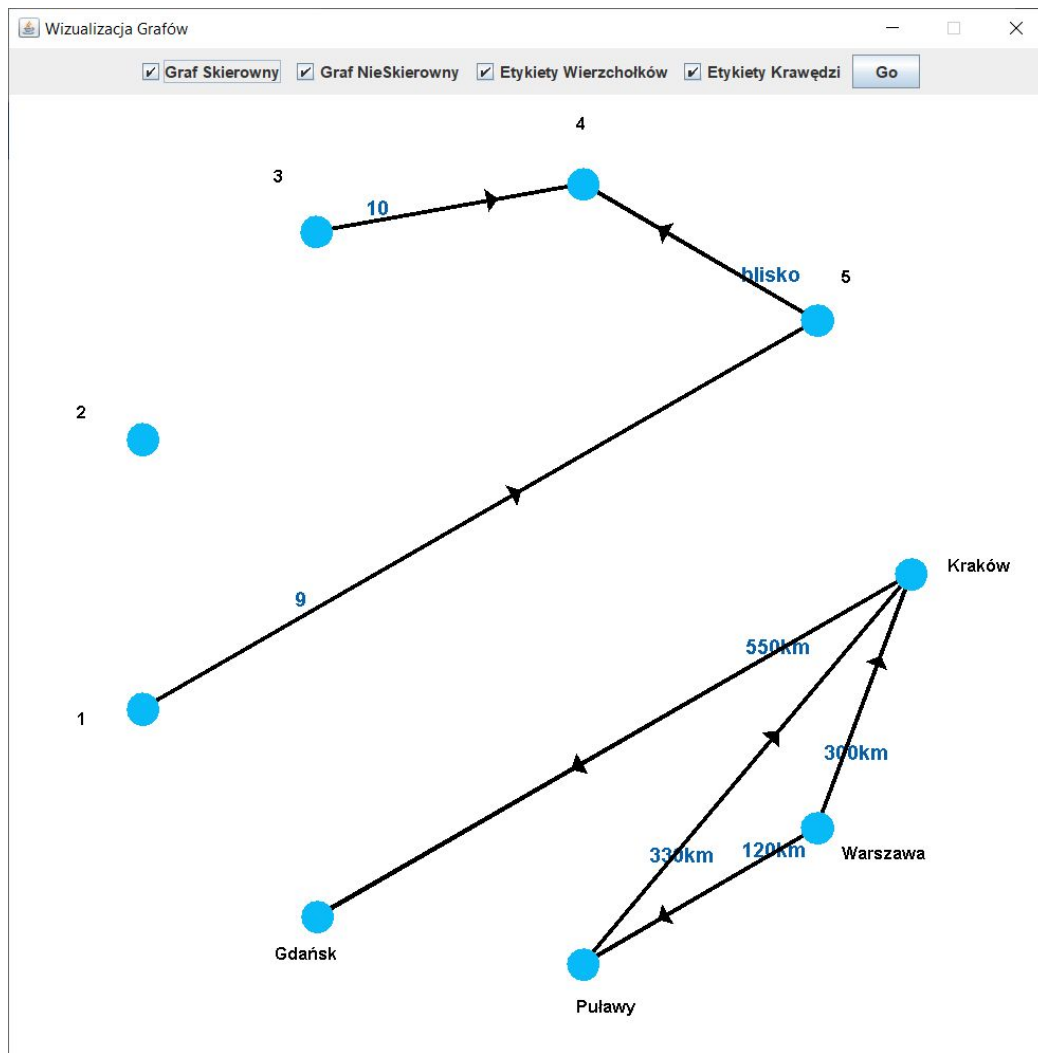 Wizualizacja Grafów
Graf Skierowny Graf NieSkierowny Etykiety Wierzchołków Etykiety Krawędzi Go
4
3
10
blisko
5
2
Kraków
9
550km
1
300km
330km
120km
Warszawa
Gdańsk
Puławy